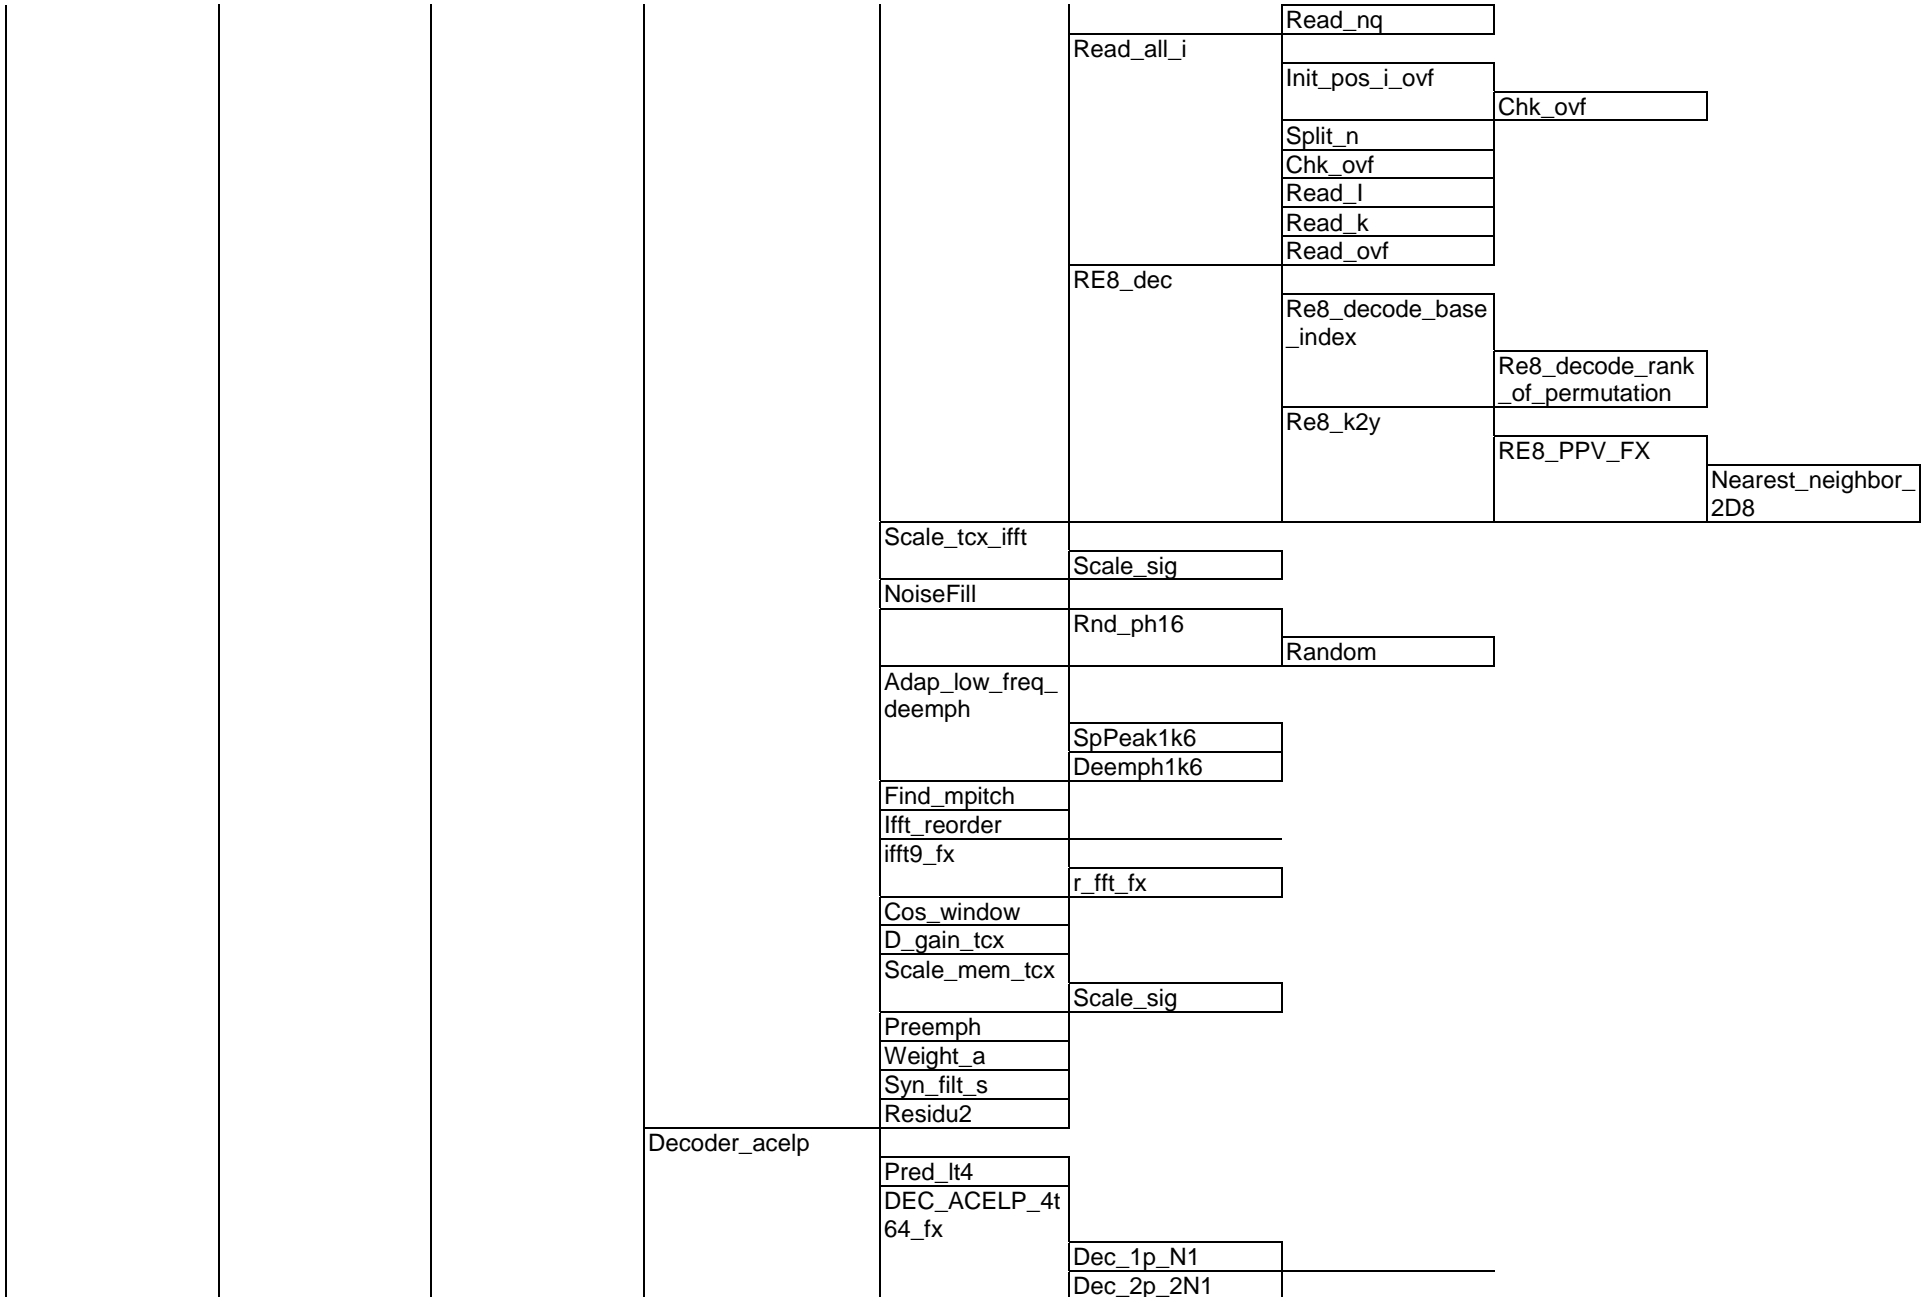 Read_nq
Read_all_i
Init_pos_i_ovf
Chk_ovf
Split_n
Chk_ovf
Read_I
Read_k
Read_ovf
RE8_dec
Re8_decode_base
_index
Re8_decode_rank
_of_permutation
Re8_k2y
RE8_PPV_FX
Nearest_neighbor_
2D8
Scale_tcx_ifft
Scale_sig
NoiseFill
Rnd_ph16
Random
Adap_low_freq_
deemph
SpPeak1k6
Deemph1k6
Find_mpitch
Ifft_reorder
ifft9_fx
r_fft_fx
Cos_window
D_gain_tcx
Scale_mem_tcx
Scale_sig
Preemph
Weight_a
Syn_filt_s
Residu2
Decoder_acelp
Pred_lt4
DEC_ACELP_4t
64_fx
Dec_1p_N1
Dec_2p_2N1